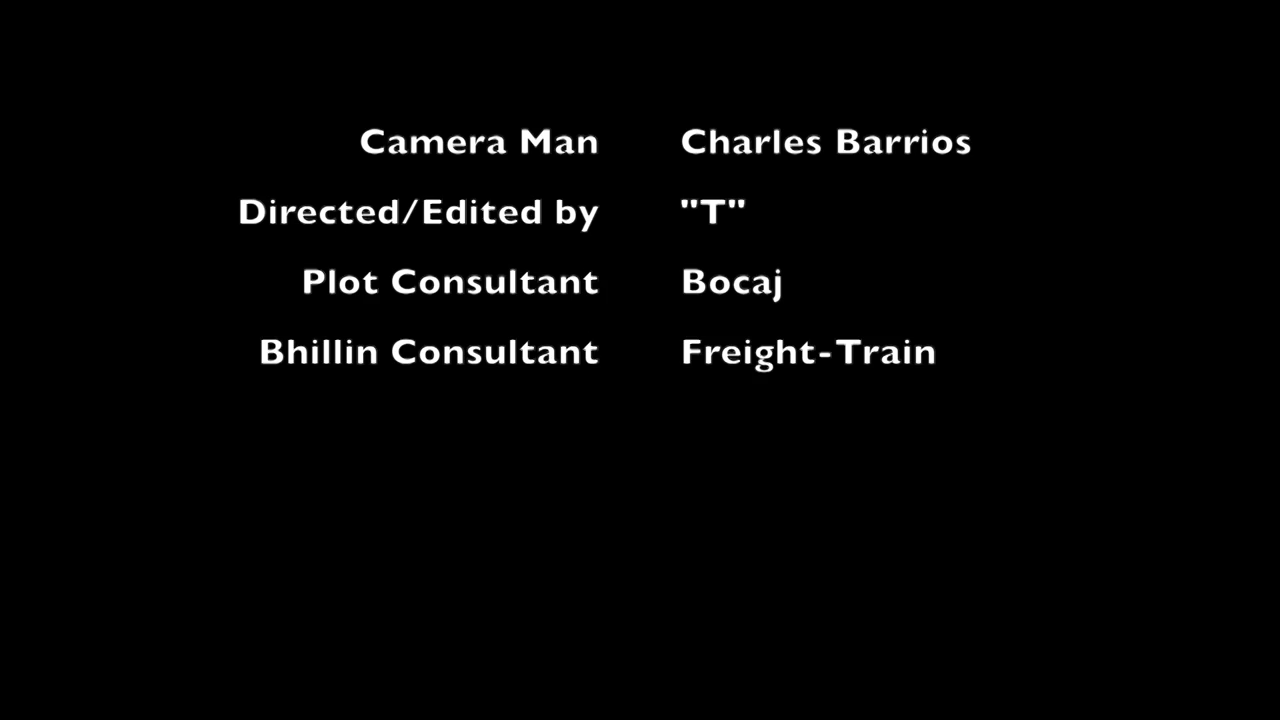 Camera Man Charles Barrios
Directed/Edited by "T"
Plot Consultant Bocaj
Bhillin Consultant Freight-Train